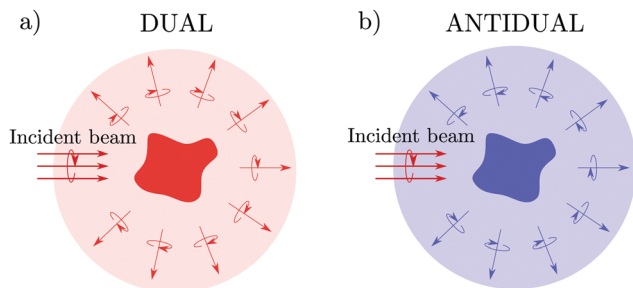 a)
DUAL
Incident beam
b)
ANTIDUAL
Incident beam